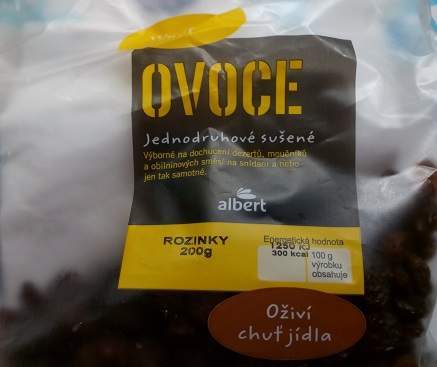 OVOCE
Jednodruhové sušené
Výborné na dochucení dezertů, moučníků
a obilninových směsí na snídani a nebo
jen tak samotné.
albert
ROZINKY
200g
Energetická hodnota
1250 KJ
300 kcal
100 g
výrobku
obsahuje
Oživí
chuť jídla